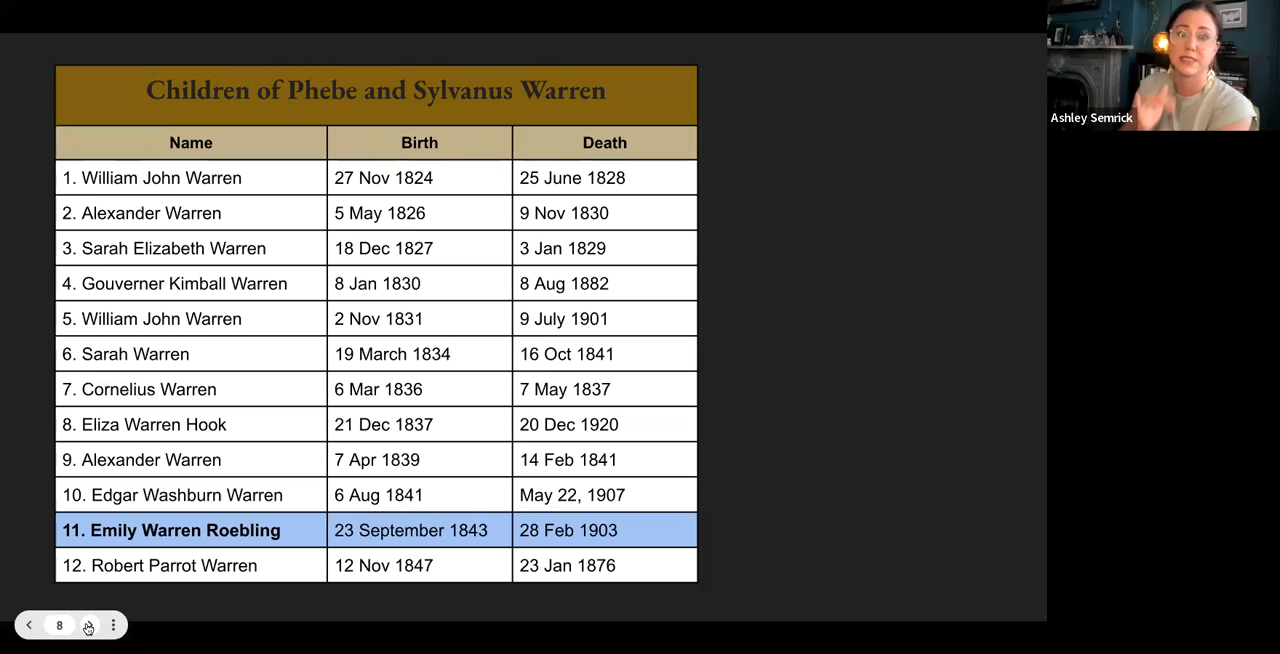 Children of Phebe and Sylvanus Warren
Name Birth Death
1. William John Warren 27 Nov 1824 25 June 1828
2. Alexander Warren 5 May 1826 9 Nov 1830
3. Sarah Elizabeth Warren 18 Dec 1827 3 Jan 1829
4. Gouverner Kimball Warren 8 Jan 1830 8 Aug 1882
5. William John Warren 2 Nov 1831 9 July 1901
6. Sarah Warren 19 March 1834 16 Oct 1841
7. Cornelius Warren 6 Mar 1836 7 May 1837
8. Eliza Warren Hook 21 Dec 1837 20 Dec 1920
9. Alexander Warren 7 Apr 1839 14 Feb 1841
10. Edgar Washburn Warren 6 Aug 1841 May 22, 1907
11. Emily Warren Roebling 23 September 1843 28 Feb 1903
12. Robert Parrot Warren 12 Nov 1847 23 Jan 1876
8
Ashley Semrick